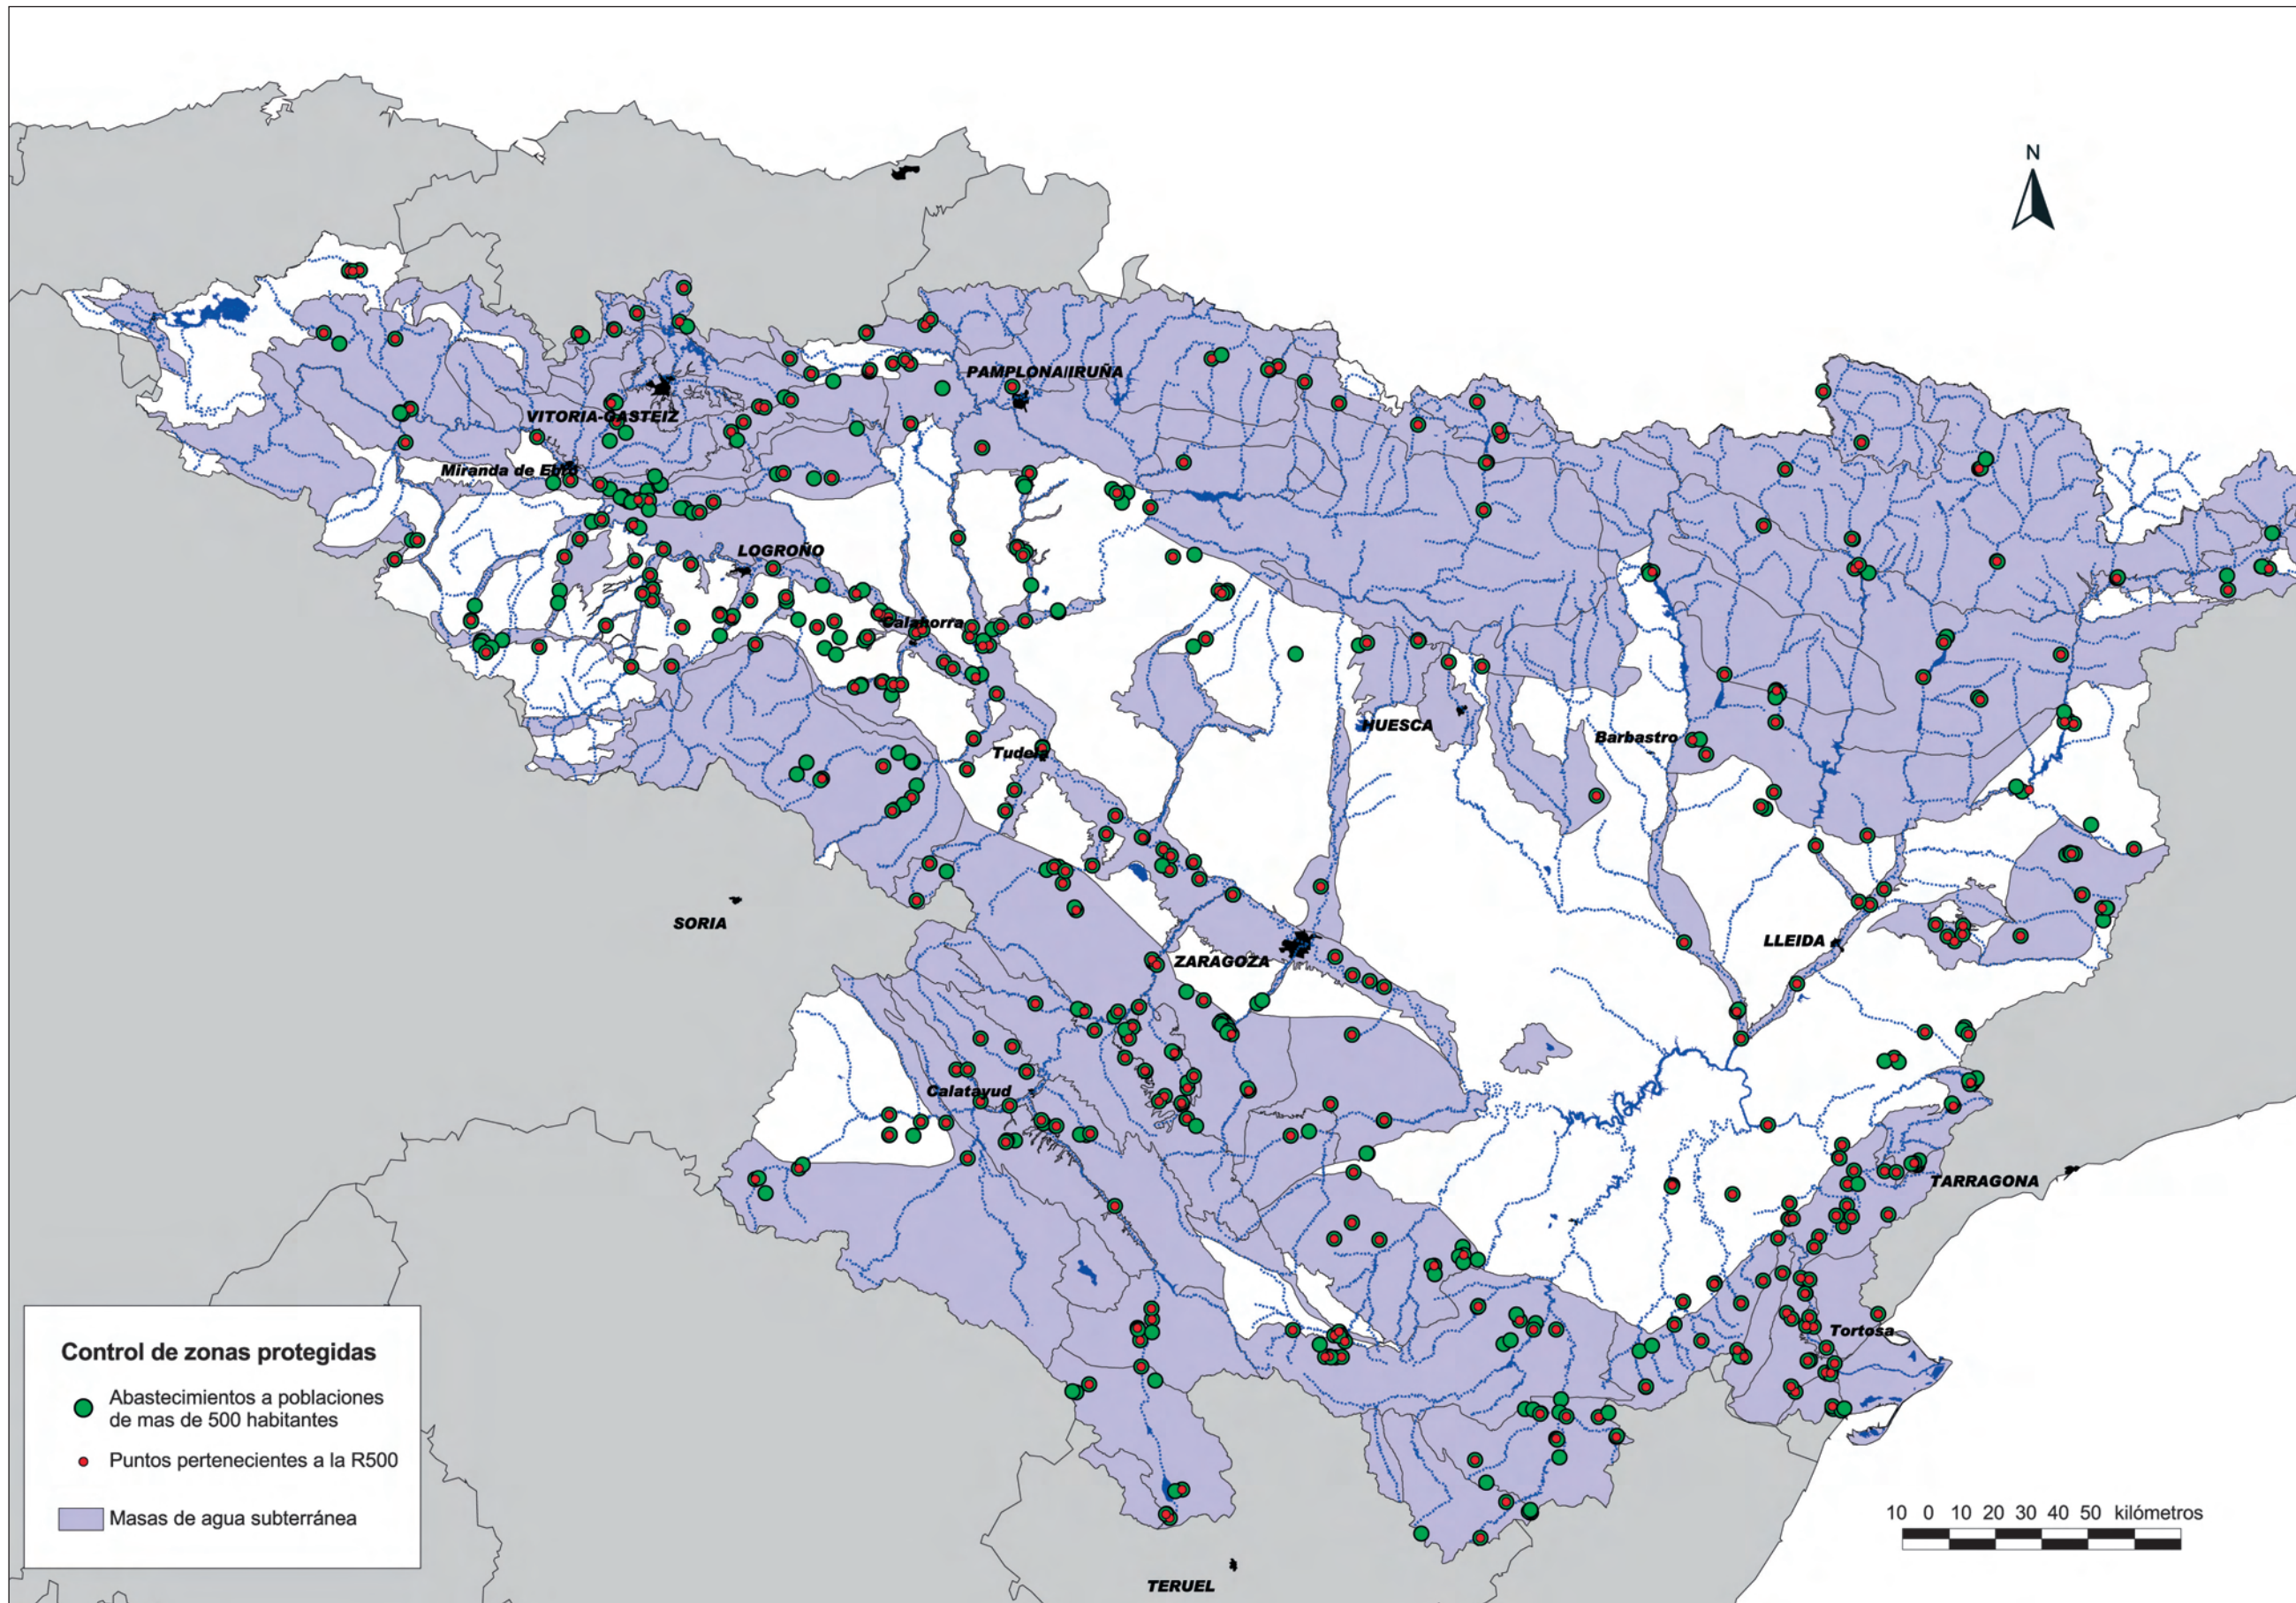 N
PAMPLONA/IRUÑA
VITORIA-GASTEIZ
Miranda de Ebro
LOGROÑO
Calahorra
HUESCA
Barbastro
Tudela
SORIA
LLEIDA
ZARAGOZA
Calatayud
TARRAGONA
Tortosa
TERUEL
Control de zonas protegidas
Abastecimientos a poblaciones
de mas de 500 habitantes
Puntos pertenecientes a la R500
Masas de agua subterránea
10 0 10 20 30 40 50 kilómetros